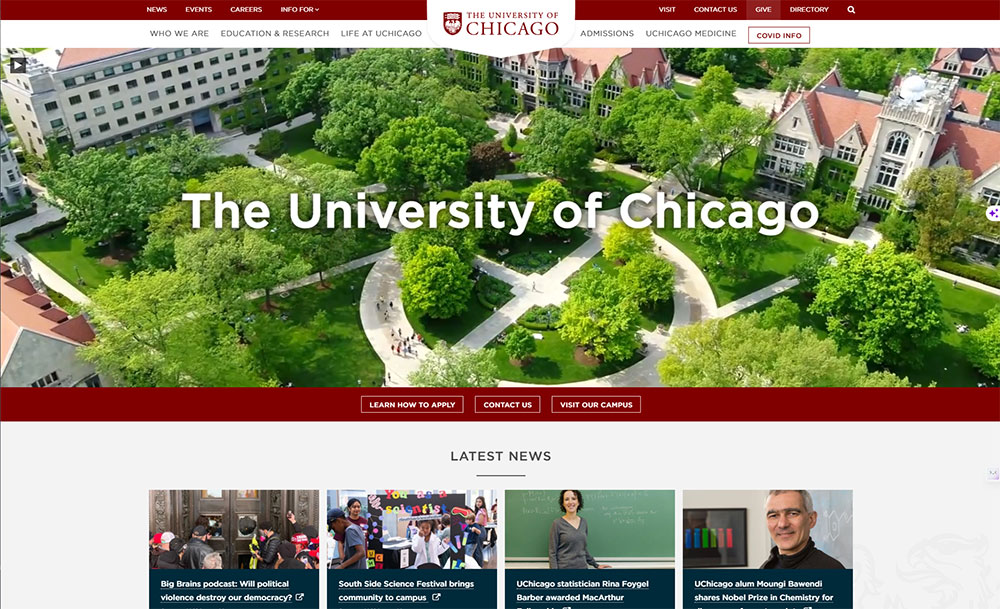 NEWS EVENTS CAREERS INFO FOR
THE UNIVERSITY OF
CHICAGO
VISIT CONTACT US GIVE DIRECTORY
WHO WE ARE EDUCATION & RESEARCH LIFE AT UCHICAGO
ADMISSIONS UCHICAGO MEDICINE COVID INFO
The University of Chicago
LEARN HOW TO APPLY CONTACT US VISIT OUR CAMPUS
LATEST NEWS
You are a
scientist
Big Brains podcast: Will political
violence destroy our democracy?
South Side Science Festival brings
community to campus
UChicago statistician Rina Foygel
Barber awarded MacArthur
UChicago alum Moungi Bawendi
shares Nobel Prize in Chemistry for